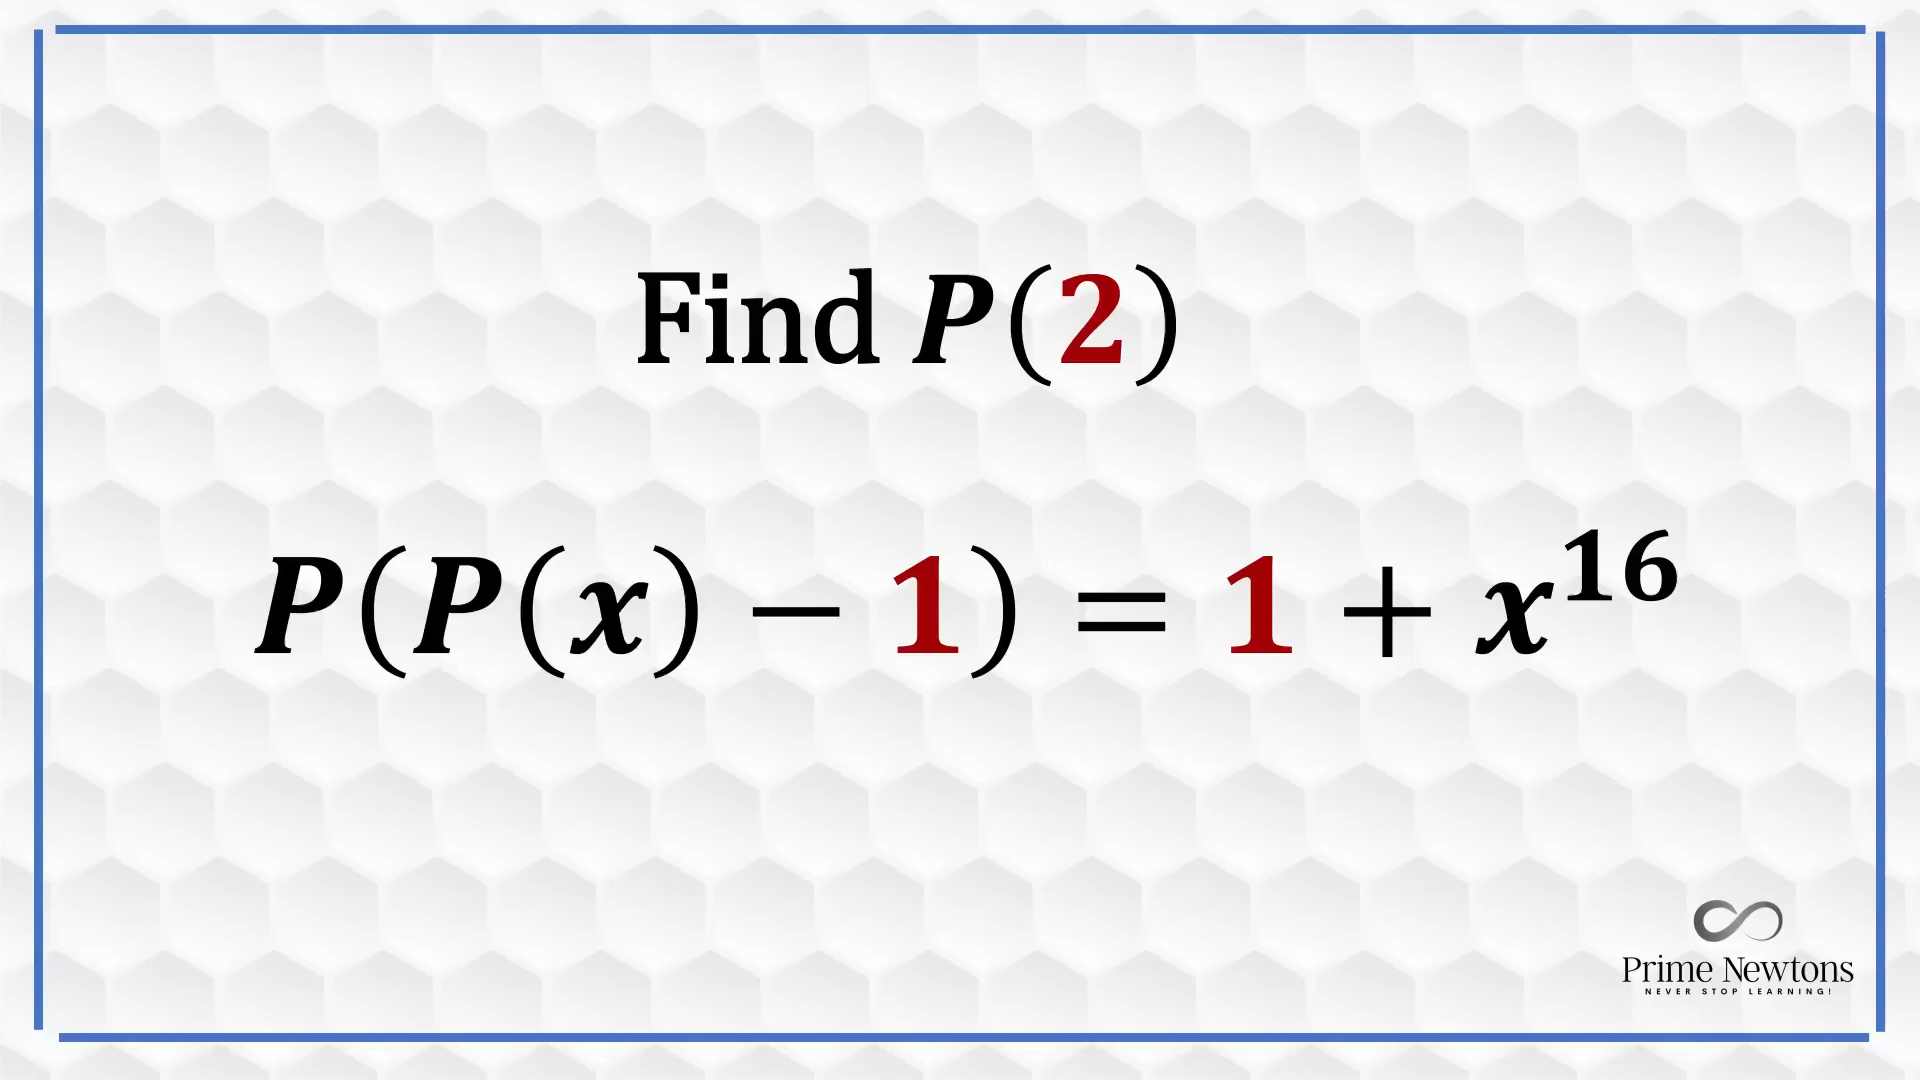 Find P(2)
P(P(x) − 1) = 1 + x¹⁶
Prime Newtons
NEVER STOP LEARNING!